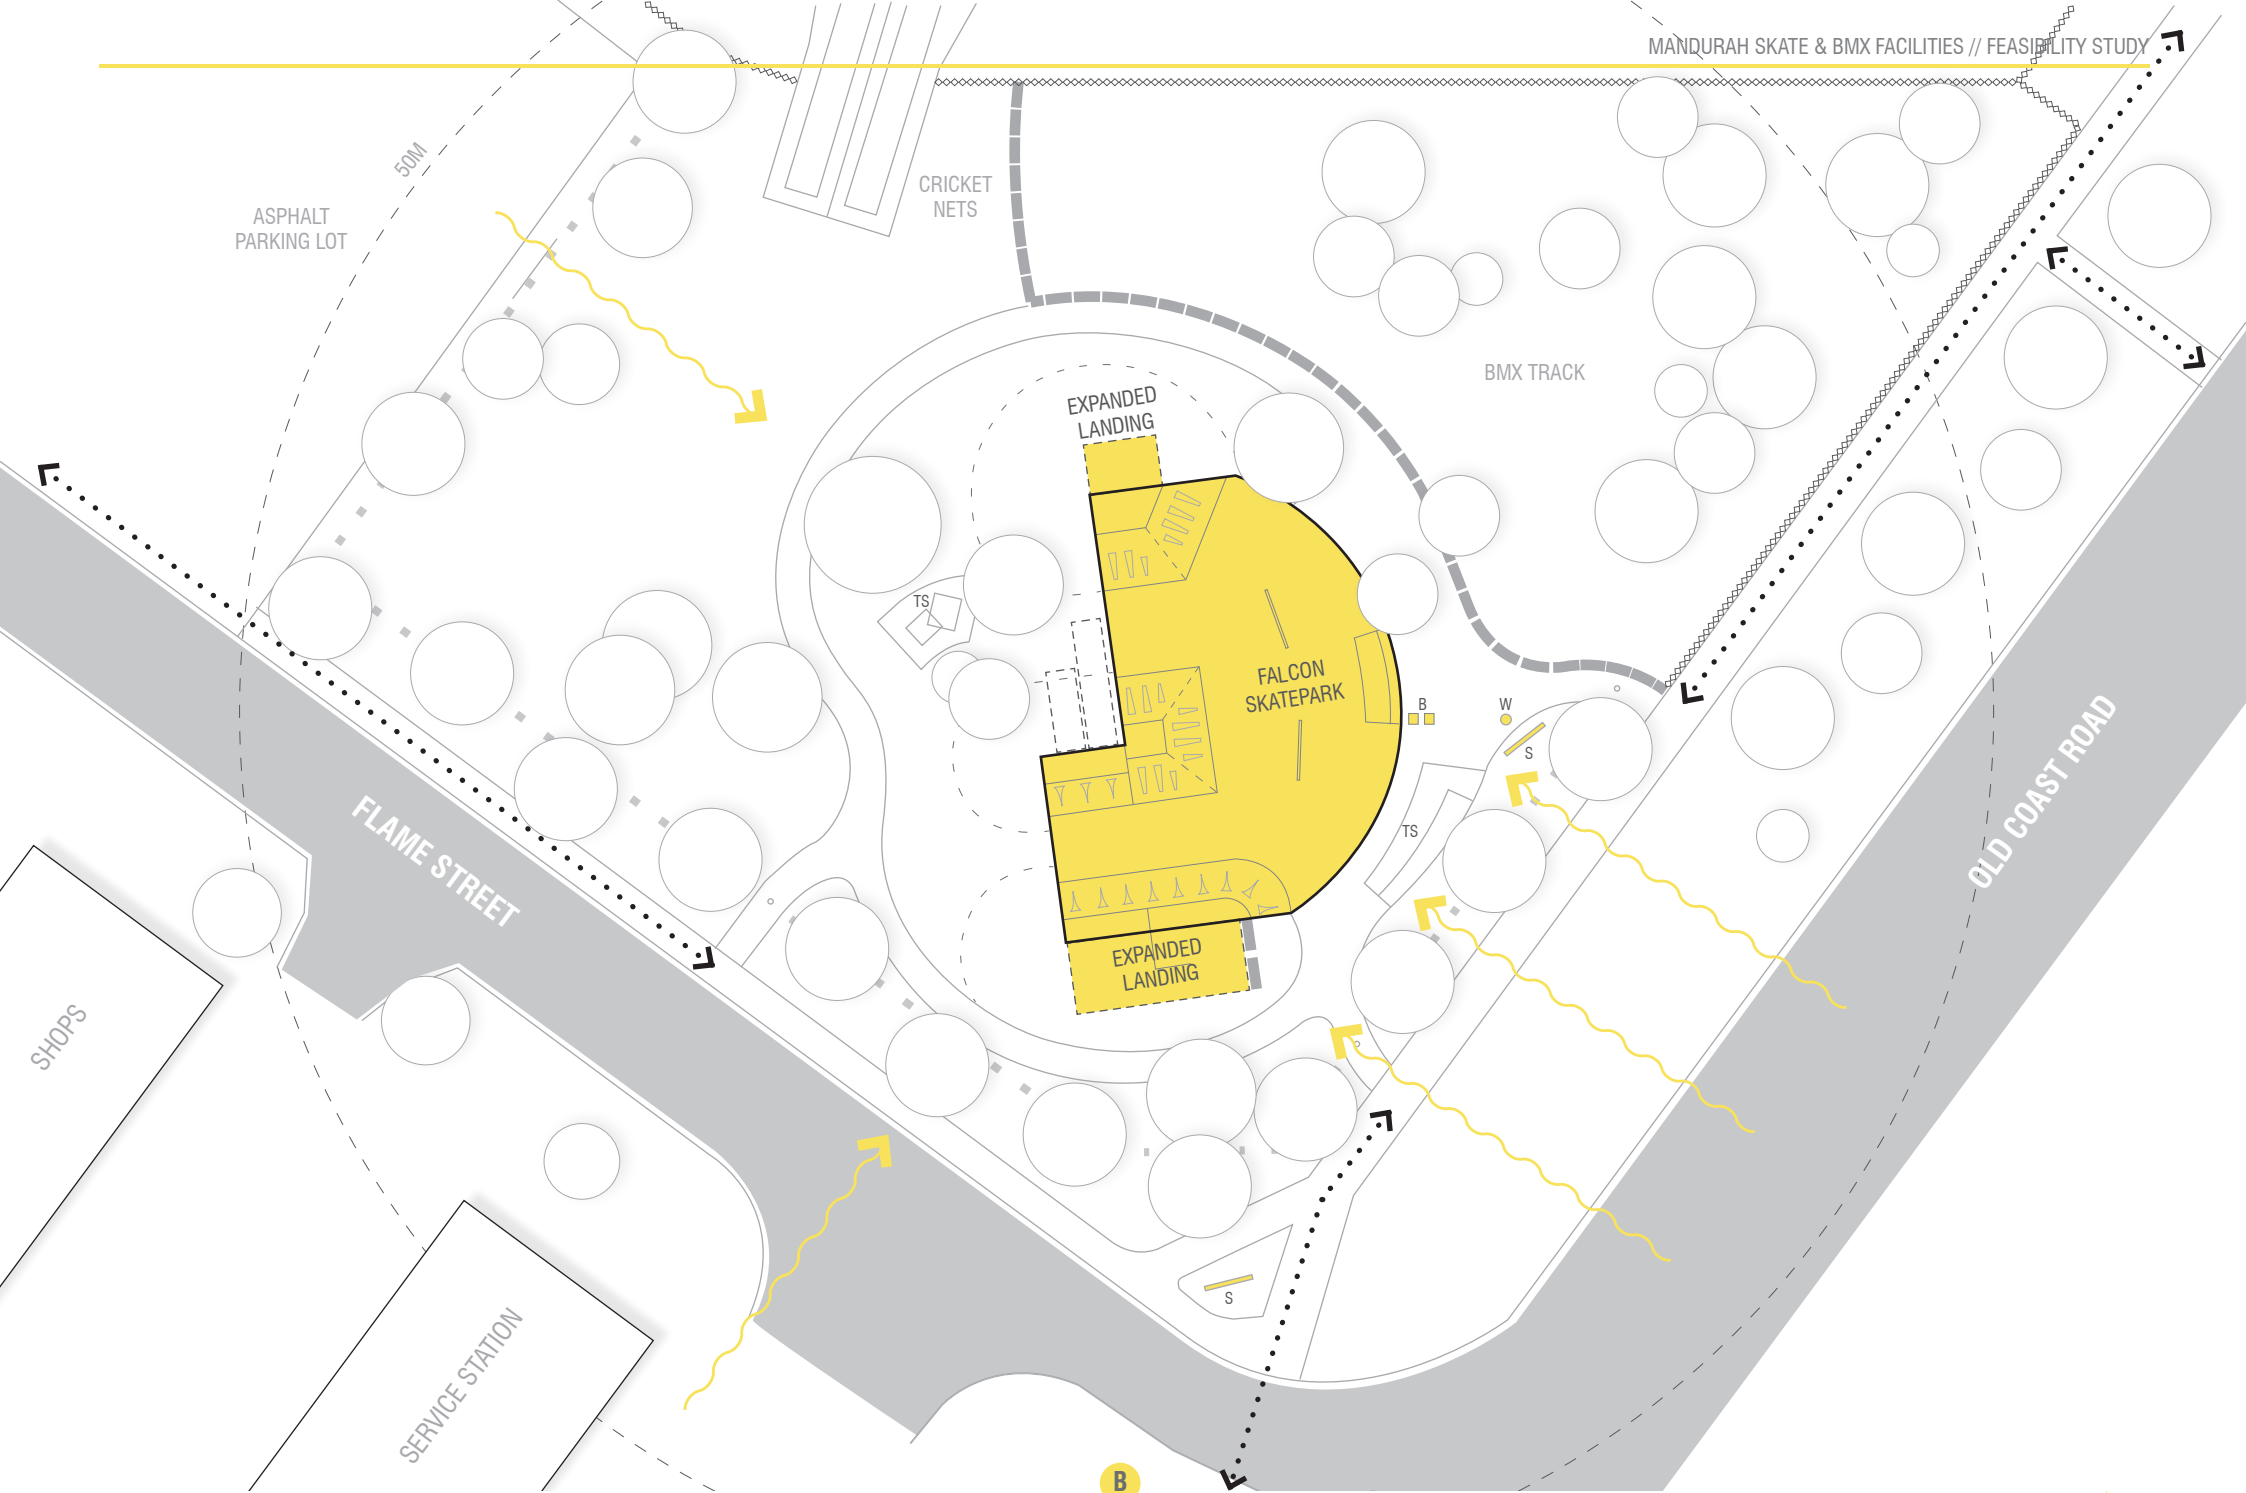 MANDURAH SKATE & BMX FACILITIES // FEASIBILITY STUDY
50M
ASPHALT
PARKING LOT
CRICKET
NETS
BMX TRACK
EXPANDED
LANDING
TS
FALCON
SKATEPARK
B
W
S
TS
OLD COAST ROAD
FLAME STREET
EXPANDED
LANDING
SHOPS
S
SERVICE STATION
B